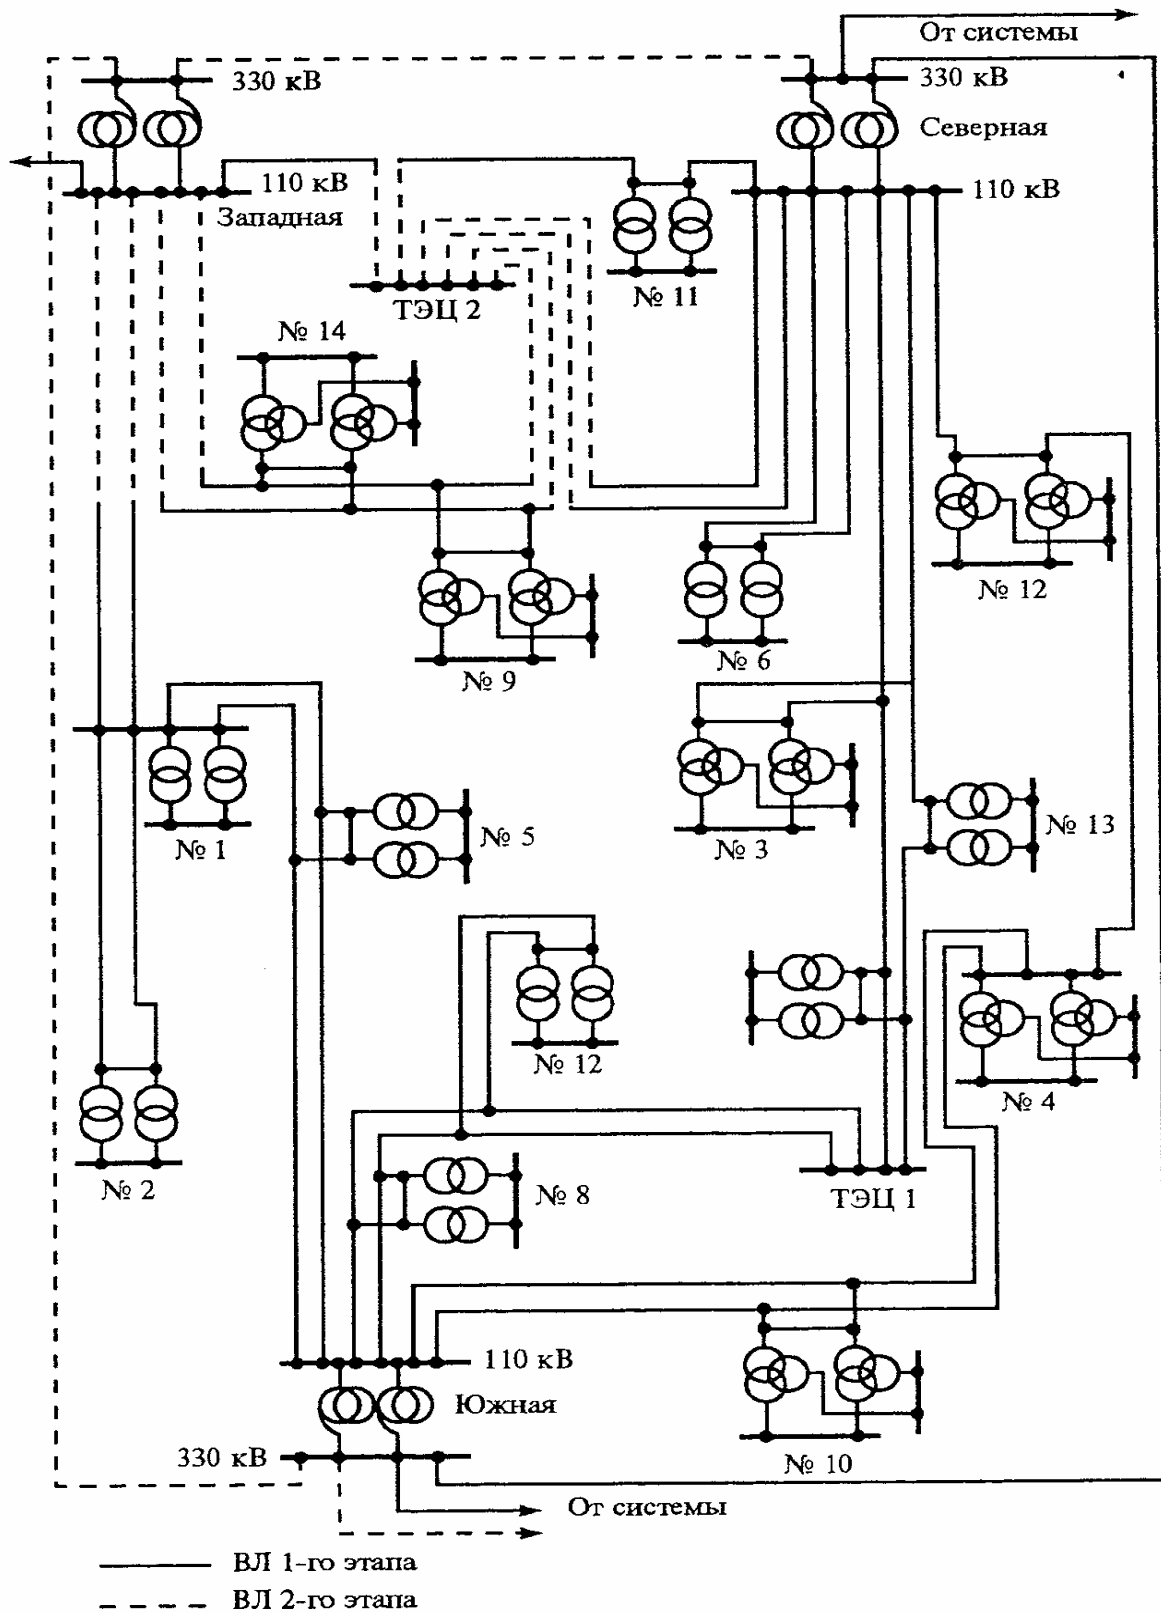 От системы
330 кВ
330 кВ
Северная
110 кВ
110 кВ
Западная
№ 11
ТЭЦ 2
№ 14
№ 12
№ 6
№ 9
№ 1
№ 5
№ 3
№ 13
№ 12
№ 4
№ 2
№ 8
ТЭЦ 1
110 кВ
Южная
330 кВ
№ 10
От системы
ВЛ 1-го этапа
ВЛ 2-го этапа